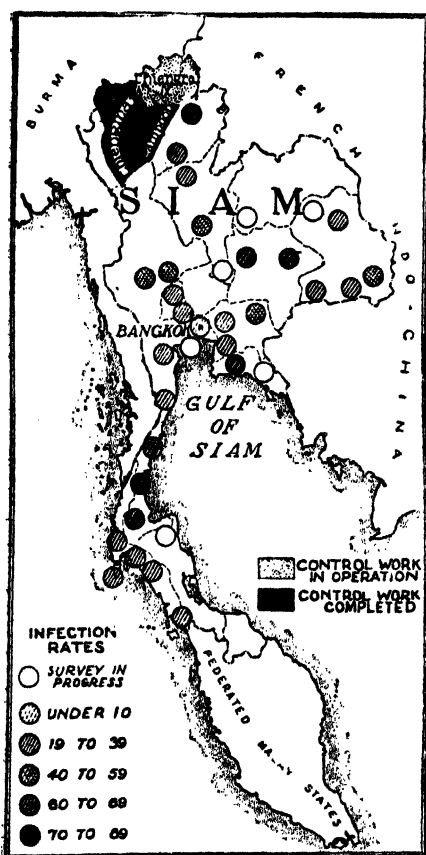 BURMA
FRENCH
INDO-CHINA
SIAM
BANGKOK
GULF
OF
SIAM
CONTROL WORK
IN OPERATION
CONTROL WORK
COMPLETED
INFECTION
RATES
SURVEY IN
PROGRESS
UNDER 10
19 TO 39
40 TO 59
60 TO 69
70 TO 89
FEDERATED MALAY STATES